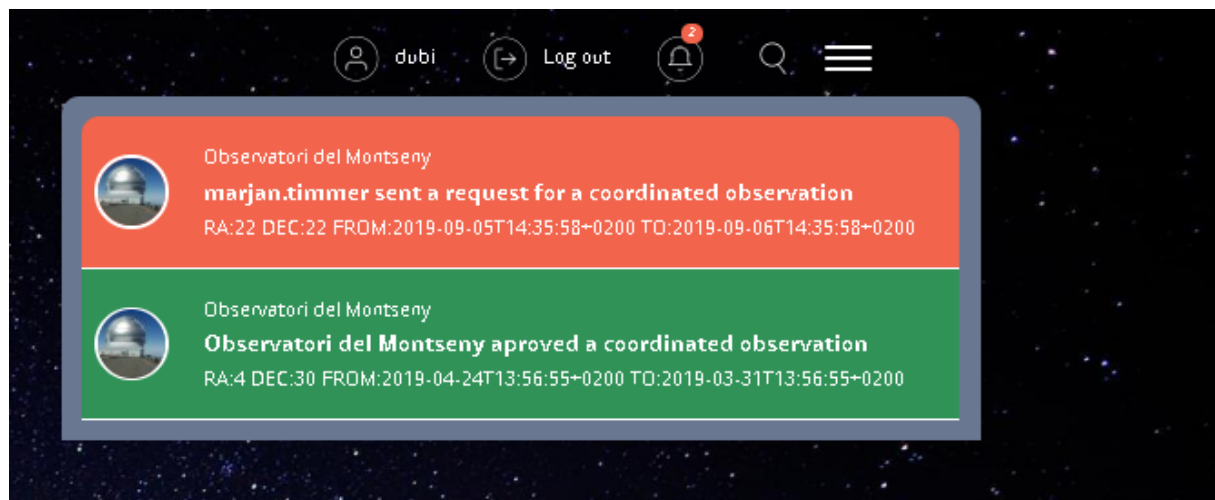 dubi Log out 2
Observatori del Montseny
marjan.timmer sent a request for a coordinated observation
RA:22 DEC:22 FROM:2019-09-05T14:35:58+0200 TO:2019-09-06T14:35:58+0200
Observatori del Montseny
Observatori del Montseny aproved a coordinated observation
RA:4 DEC:30 FROM:2019-04-24T13:56:55+0200 TO:2019-03-31T13:56:55+0200